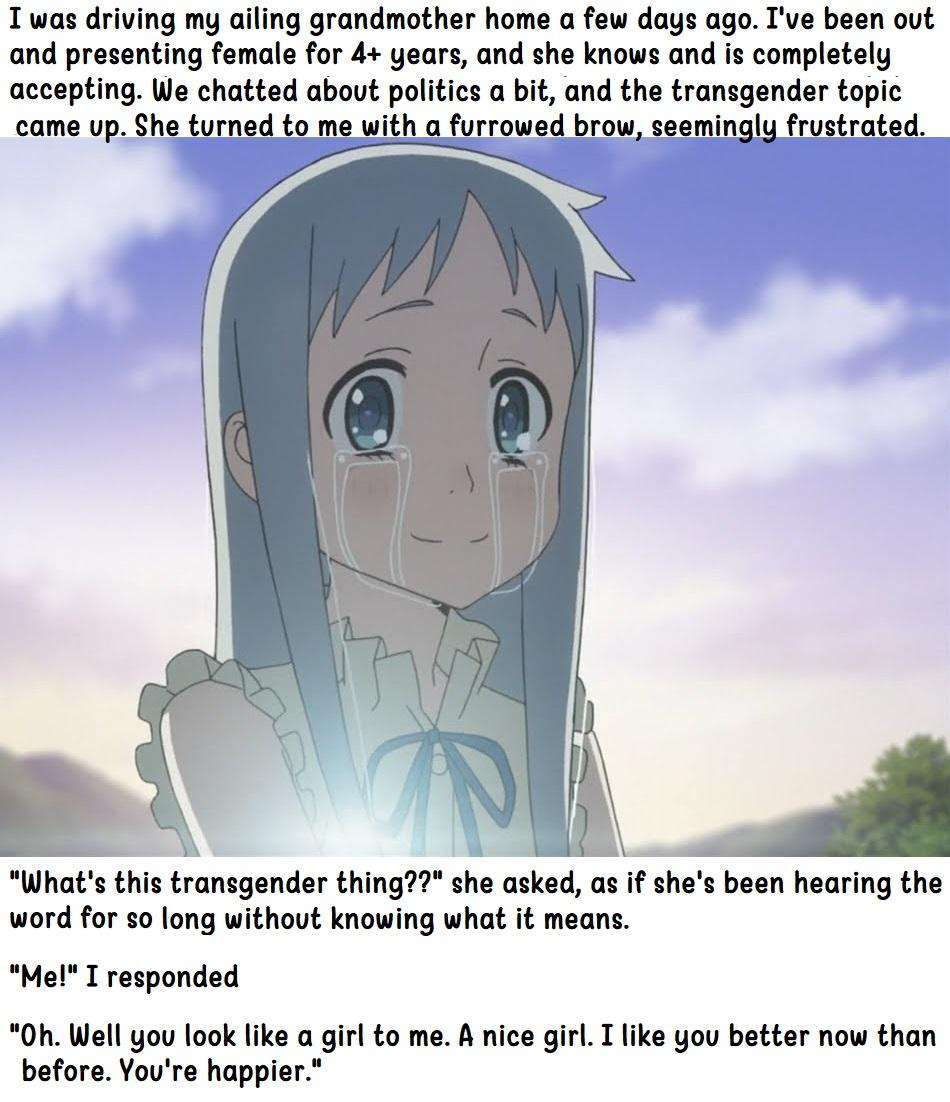 I was driving my ailing grandmother home a few days ago. I've been out
and presenting female for 4+ years, and she knows and is completely
accepting. We chatted about politics a bit, and the transgender topic
came up. She turned to me with a furrowed brow, seemingly frustrated.
"What's this transgender thing??" she asked, as if she's been hearing the
word for so long without knowing what it means.
"Me!" I responded
"Oh. Well you look like a girl to me. A nice girl. I like you better now than
before. You're happier."